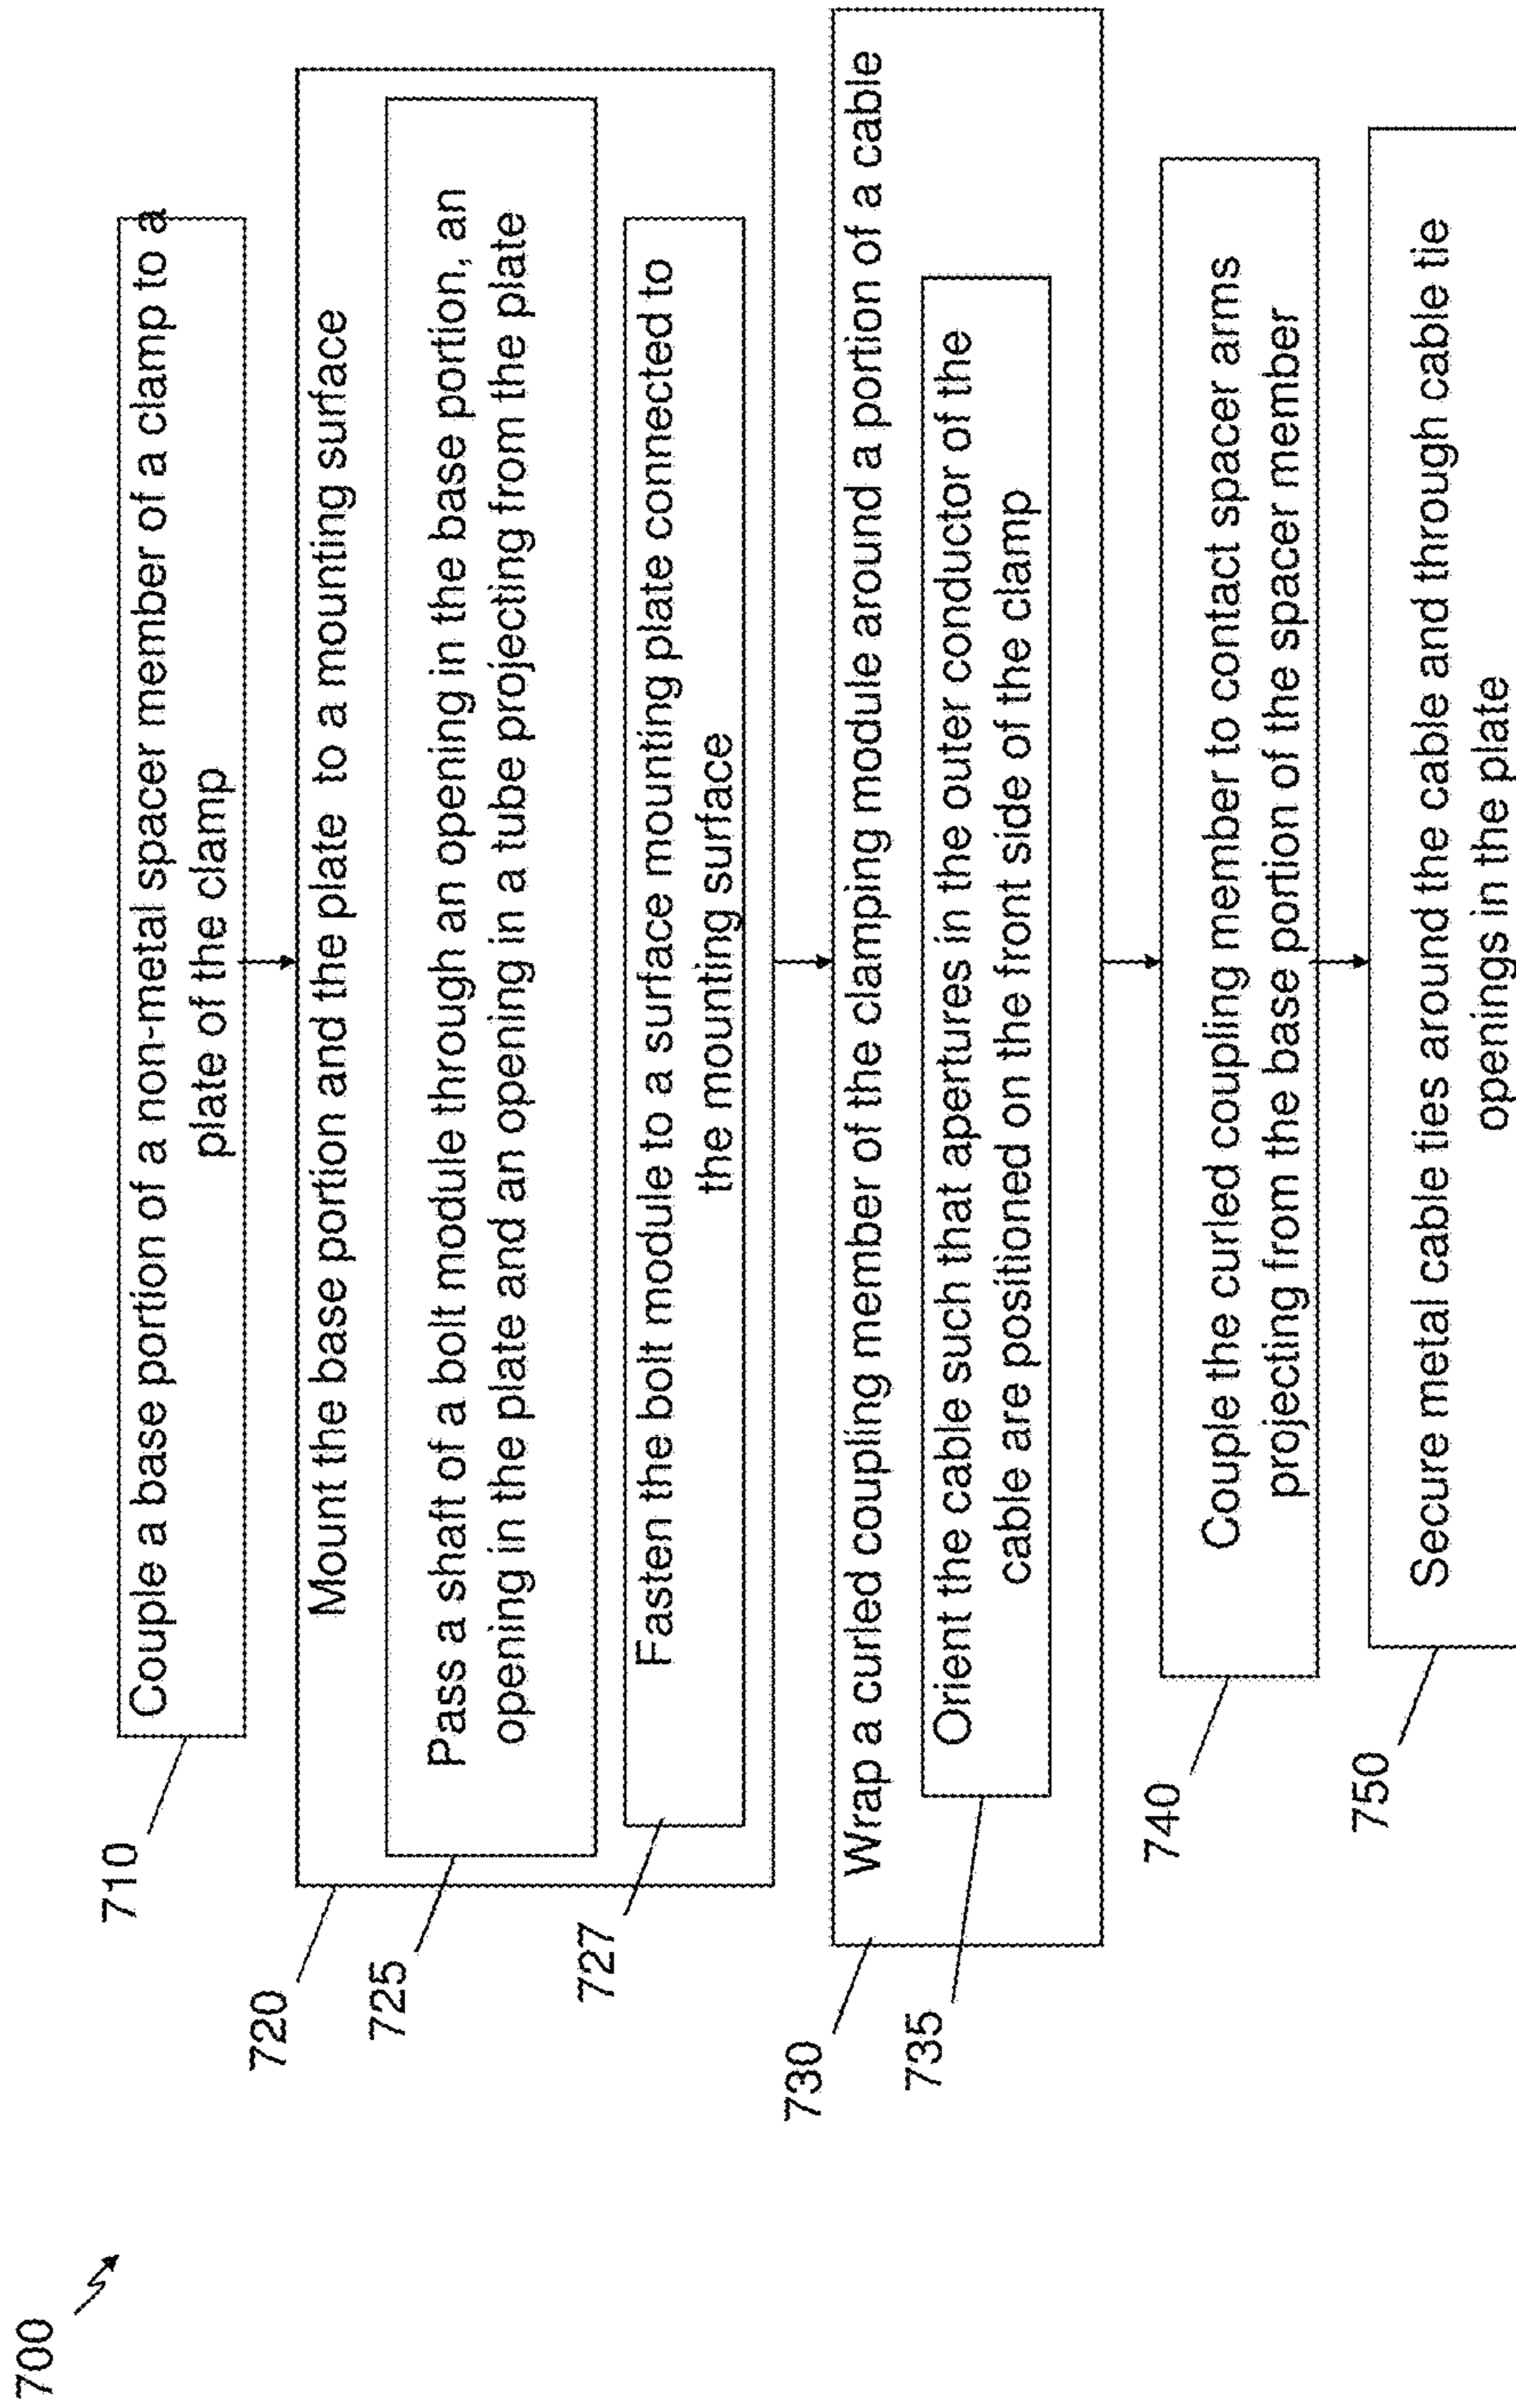 700
710
Couple a base portion of a non-metal spacer member of a clamp to a
plate of the clamp
720
Mount the base portion and the plate to a mounting surface
725
Pass a shaft of a bolt module through an opening in the base portion, an
opening in the plate and an opening in a tube projecting from the plate
727
Fasten the bolt module to a surface mounting plate connected to
the mounting surface
730
Wrap a curled coupling member of the clamping module around a portion of a cable
735
Orient the cable such that apertures in the outer conductor of the
cable are positioned on the front side of the clamp
740
Couple the curled coupling member to contact spacer arms
projecting from the base portion of the spacer member
750
Secure metal cable ties around the cable and through cable tie
openings in the plate